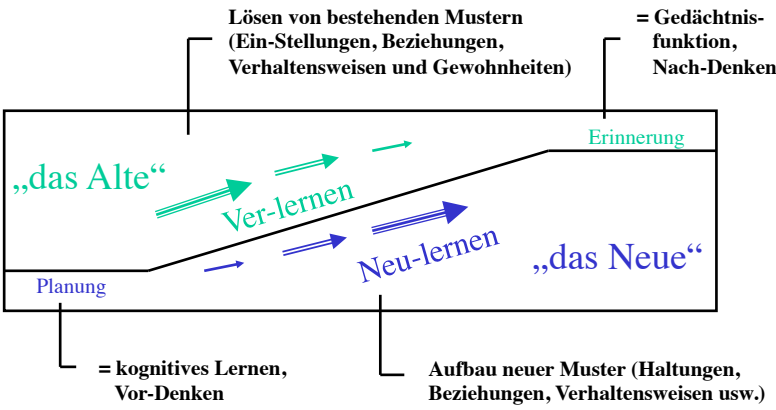 Lösen von bestehenden Mustern
(Ein-Stellungen, Beziehungen,
Verhaltensweisen und Gewohnheiten)
= Gedächtnis-
funktion,
Nach-Denken
Erinnerung
„das Alte“
Ver-lernen
Neu-lernen
„das Neue“
Planung
= kognitives Lernen,
Vor-Denken
Aufbau neuer Muster (Haltungen,
Beziehungen, Verhaltensweisen usw.)